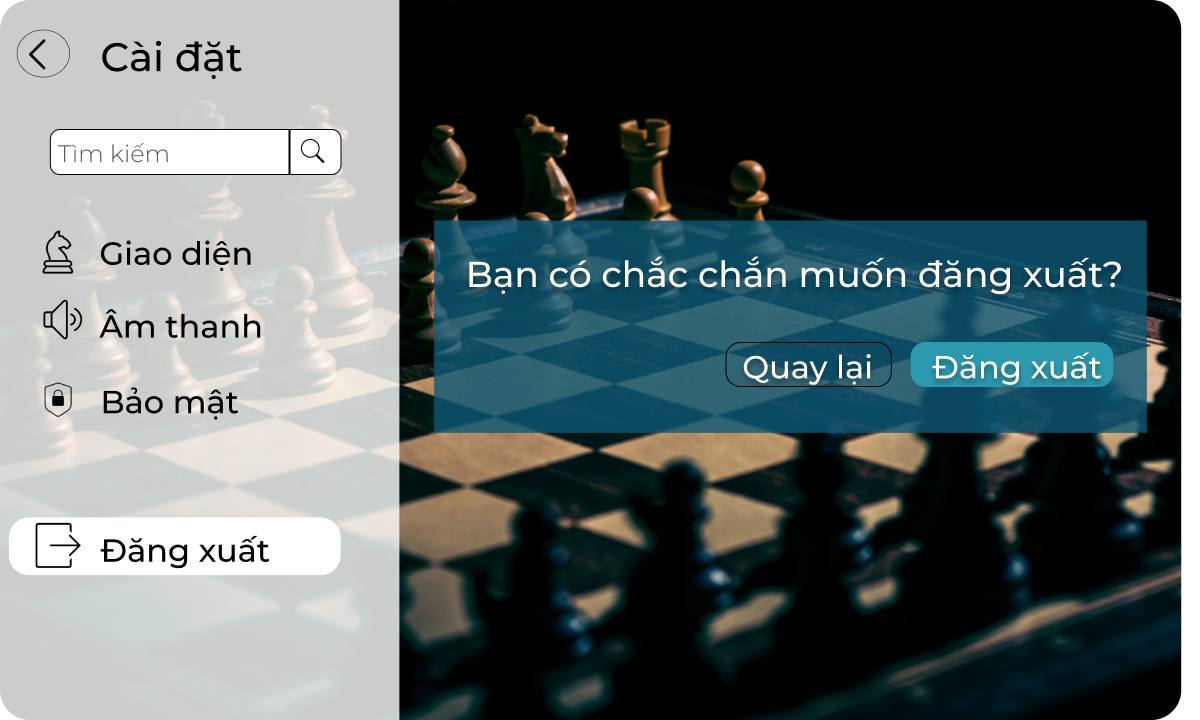 Cài đặt
Tìm kiếm
Giao diện
Âm thanh
Bảo mật
Đăng xuất
Bạn có chắc chắn muốn đăng xuất?
Quay lại
Đăng xuất